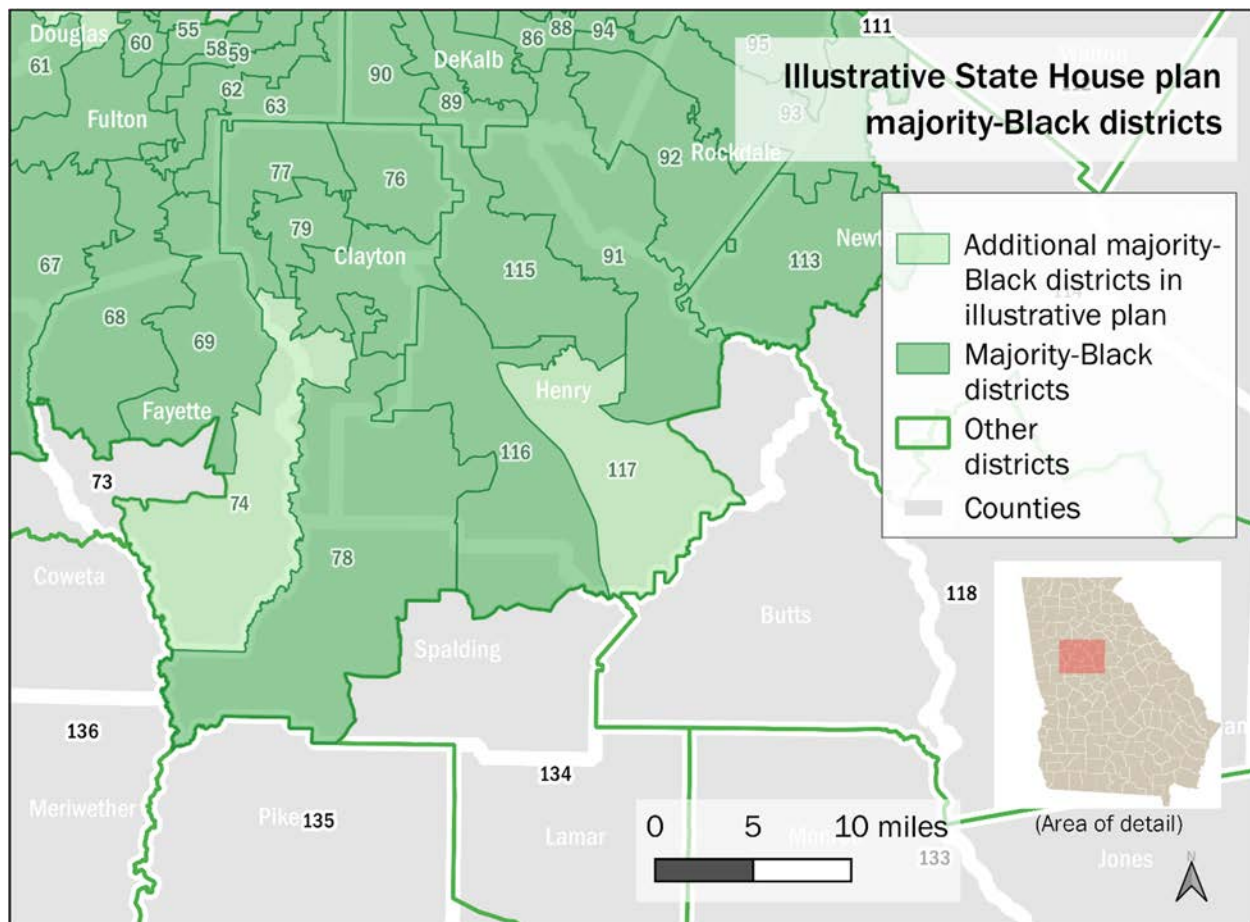 Douglas
60
55
58
59
61
62
63
90
DeKalb
86
88
94
89
95
111
Illustrative State House plan
majority-Black districts
93
Fulton
92
Rockdale
77
76
79
Clayton
67
68
69
115
91
113
Newt
Additional majority-
Black districts in
illustrative plan
Majority-Black
districts
Other
districts
Counties
114
Henry
Fayette
73
74
116
117
78
Coweta
Spalding
Butts
118
136
134
135
Meriwether
Pike
Lamar
133
Jones
0 5 10 miles
(Area of detail)
N